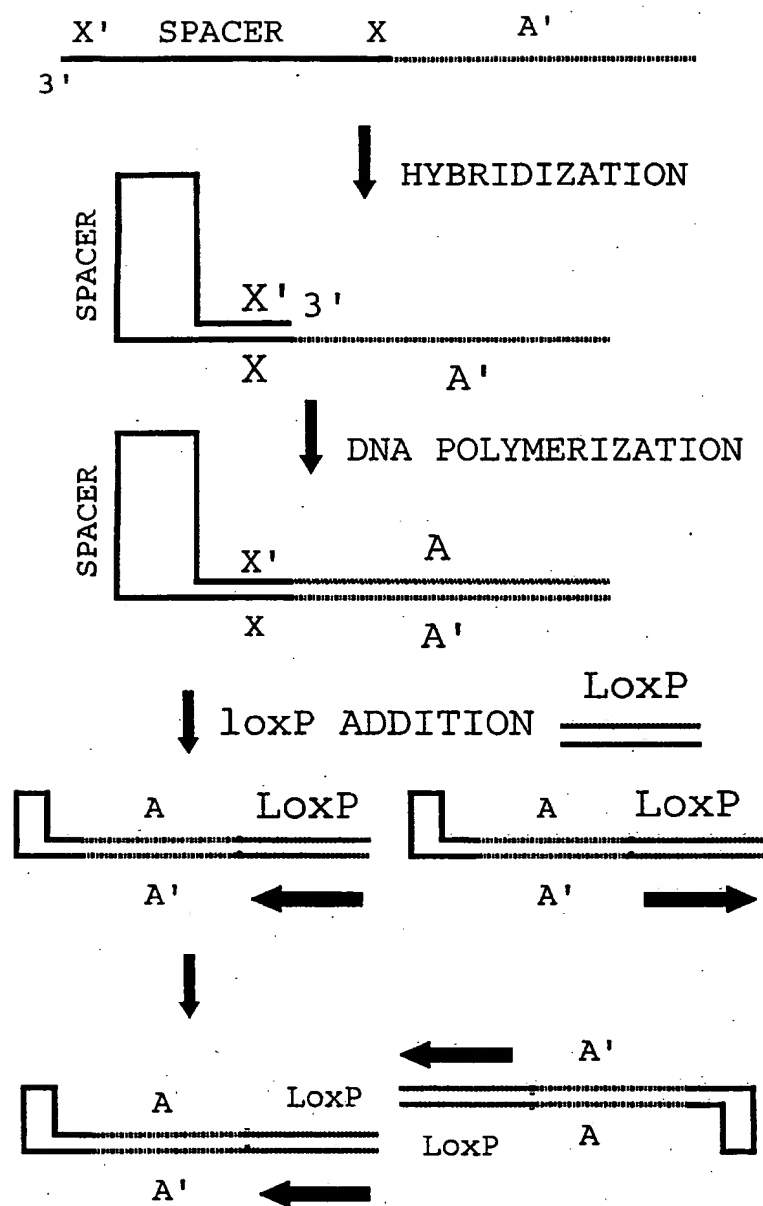 X' SPACER X A'
3'
HYBRIDIZATION
SPACER
X' 3'
X A'
DNA POLYMERIZATION
SPACER
X' A
X A'
LoxP
loxP ADDITION
A LoxP A LoxP
A' A'
A'
A LoxP
LoxP A
A'